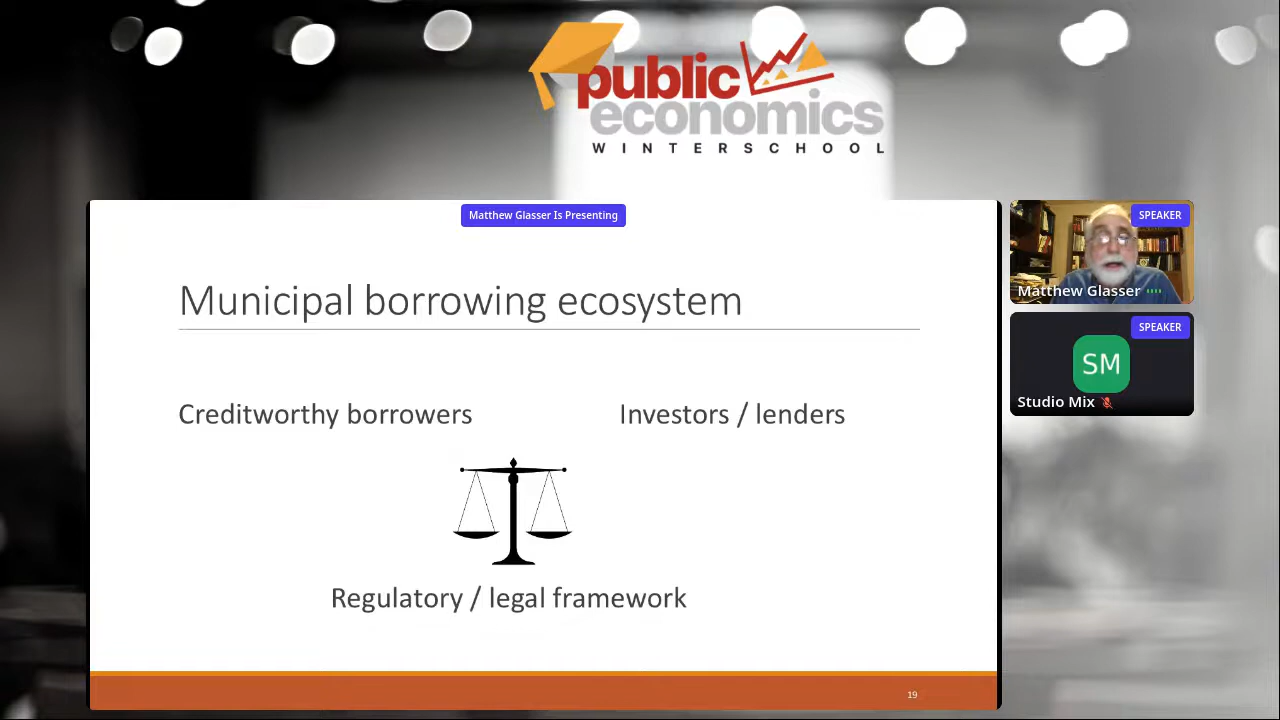 public
economics
WINTERSCHOOL
Matthew Glasser Is Presenting
SPEAKER
Matthew Glasser
SPEAKER
SM
Studio Mix
Municipal borrowing ecosystem
Creditworthy borrowers
Investors / lenders
Regulatory / legal framework
19